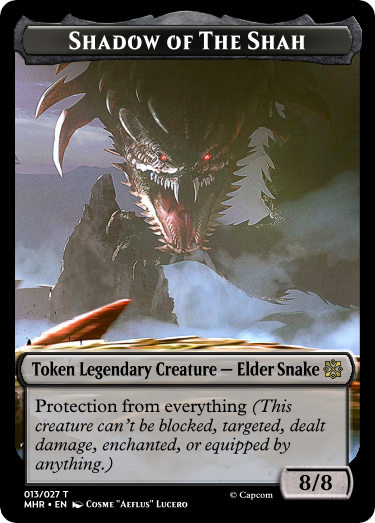 Shadow of The Shah
Token Legendary Creature — Elder Snake
Protection from everything (This
creature can't be blocked, targeted, dealt
damage, enchanted, or equipped by
anything.)
8/8
013/027 T
MHR • EN Cosme "Aeflus" Lucero
© Capcom